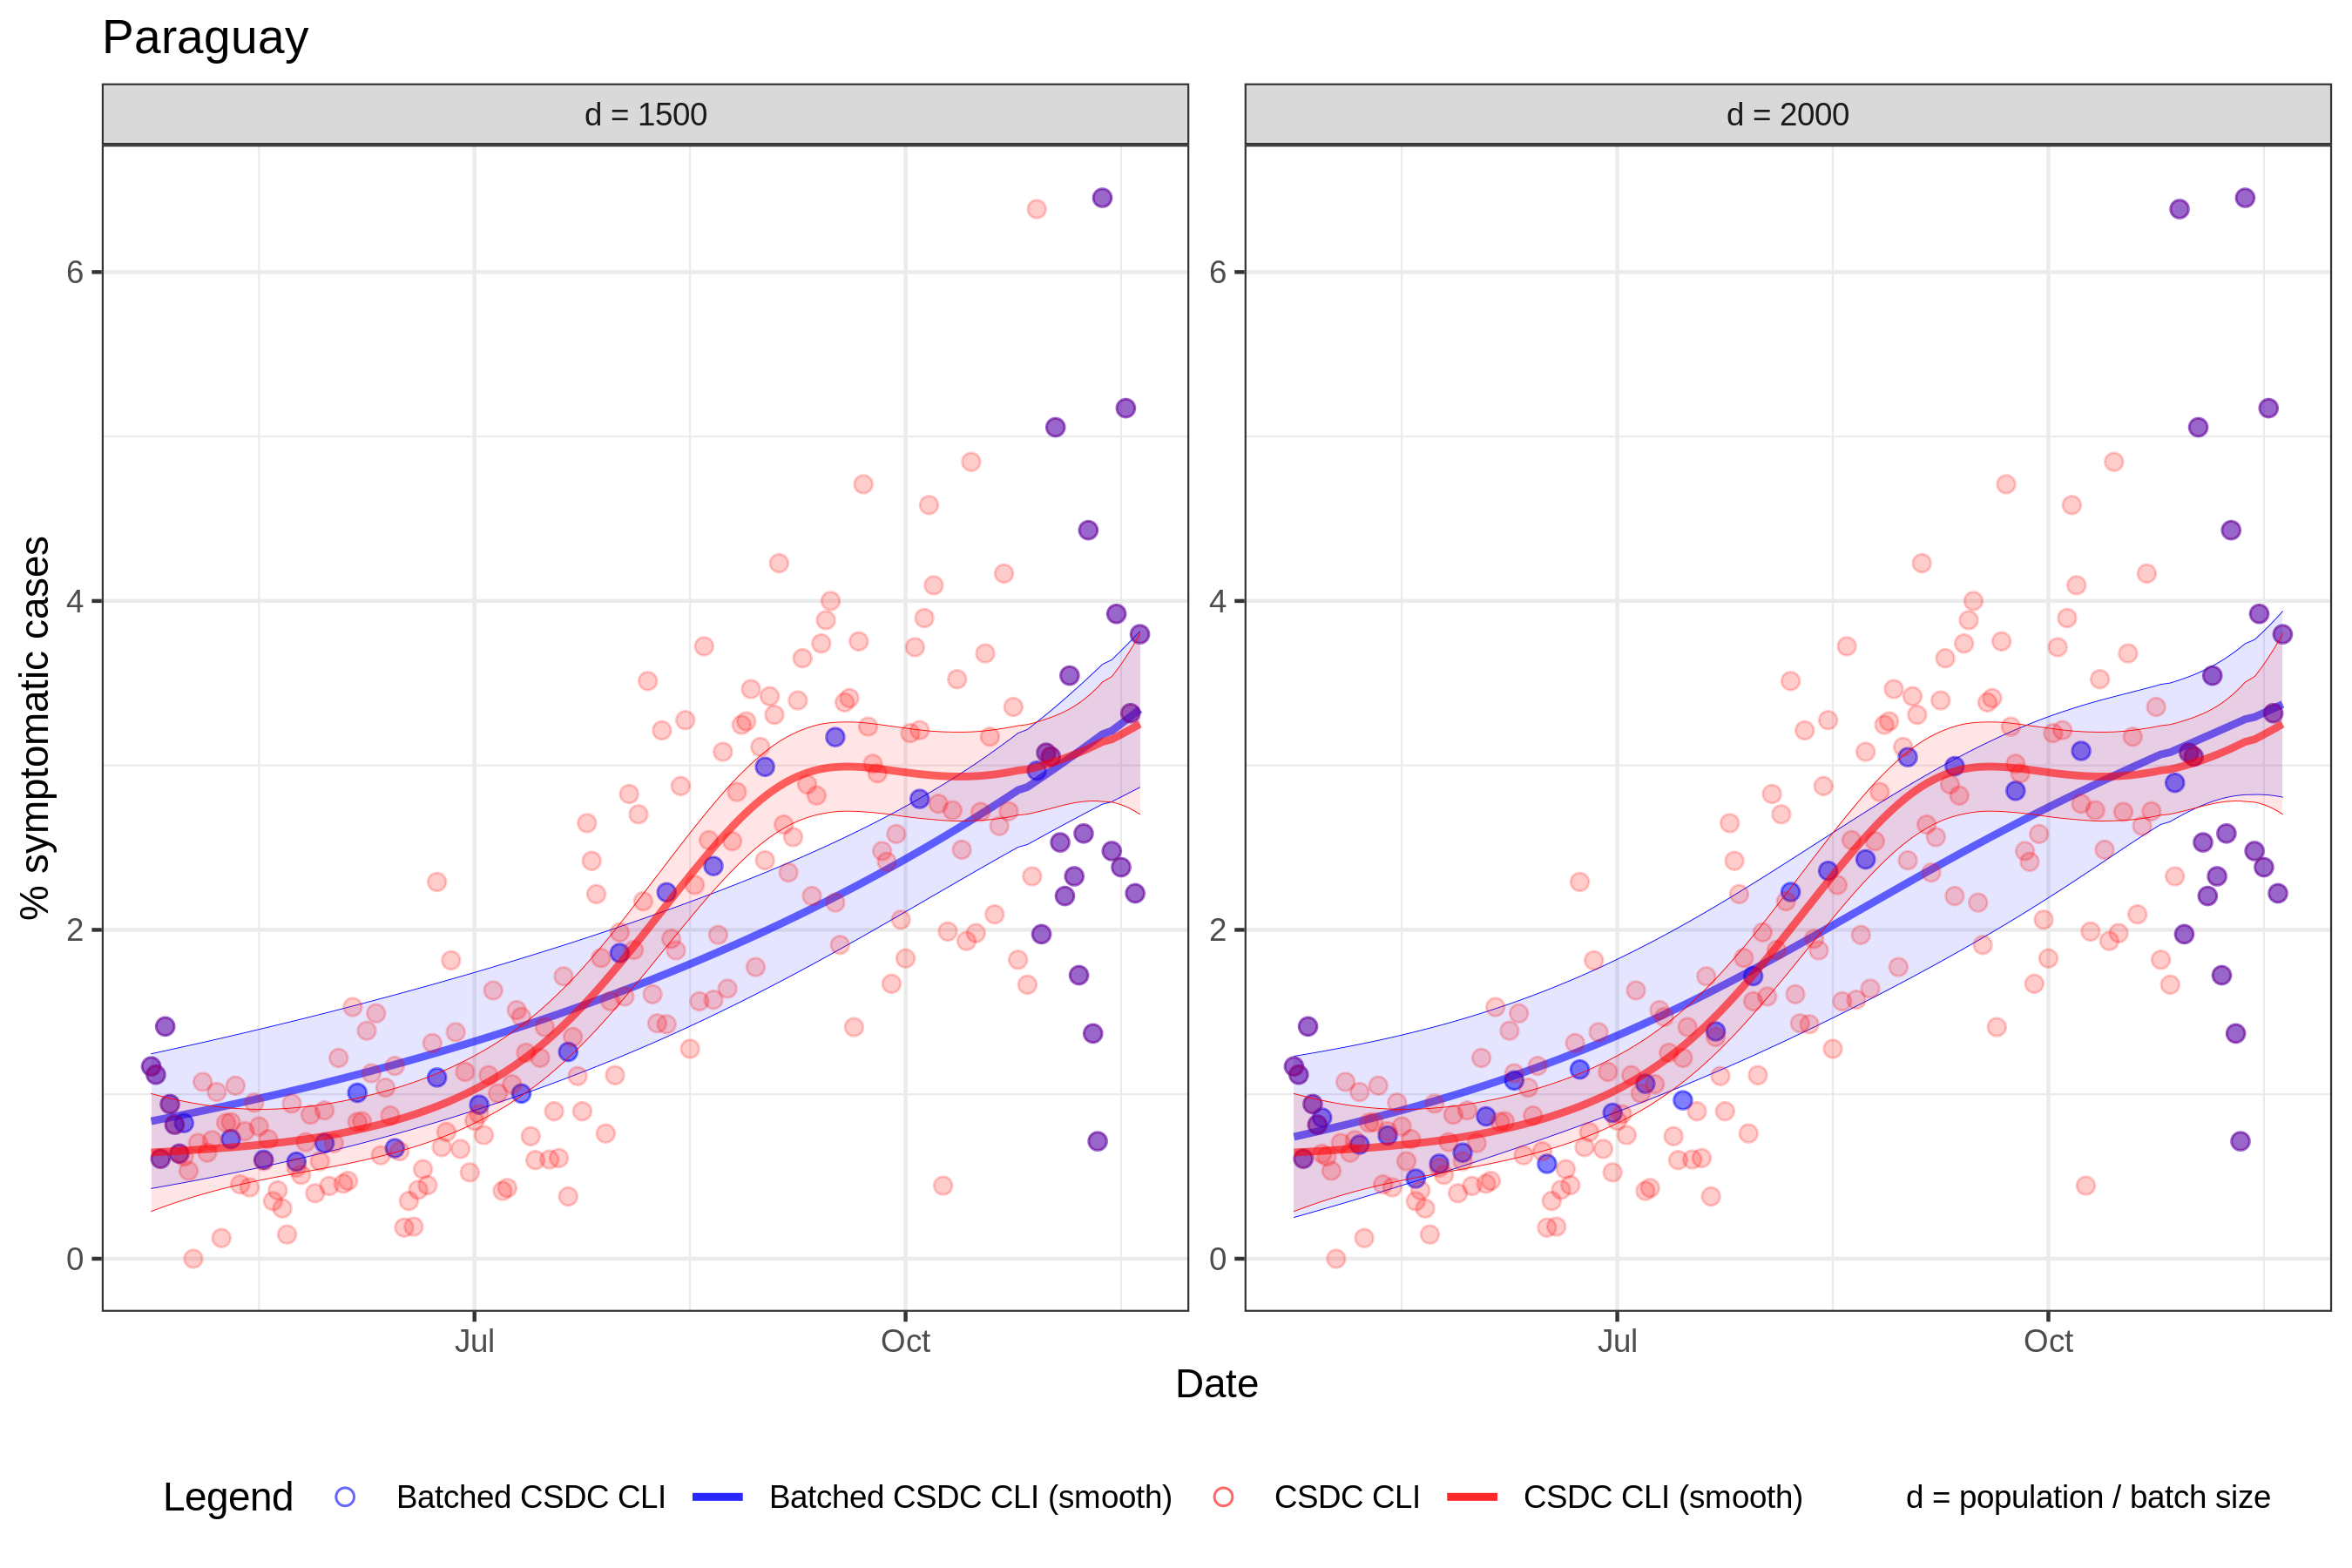 Paraguay
d = 1500
d = 2000
% symptomatic cases
6
4
2
0
6
4
2
0
Jul
Oct
Jul
Oct
Date
Legend
Batched CSDC CLI
Batched CSDC CLI (smooth)
CSDC CLI
CSDC CLI (smooth)
d = population / batch size